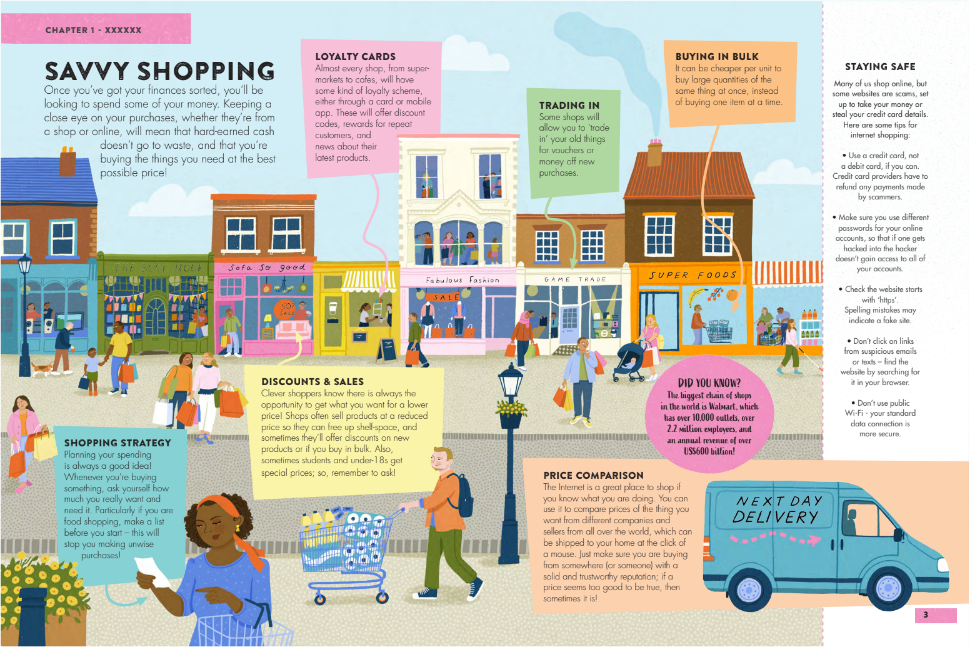 CHAPTER 1 - XXXXXX
SAVVY SHOPPING
Once you've got your finances sorted, you'll be
looking to spend some of your money. Keeping a
close eye on your purchases, whether they're from
a shop or online, will mean that hard-earned cash
doesn't go to waste, and that you're
buying the things you need at the best
possible price!
LOYALTY CARDS
Almost every shop, from super-
markets to cafes, will have
some kind of loyalty scheme,
either through a card or mobile
app. These will offer discount
codes, rewards for repeat
customers, and
news about their
latest products.
TRADING IN
Some shops will
allow you to 'trade
in' your old things
for vouchers or
money off new
purchases.
BUYING IN BULK
It can be cheaper per unit to
buy large quantities of the
same thing at once, instead
of buying one item at a time.
Sofa So good
SOFA
SALE
Fabulous Fashion
SALE
GAME TRADE
SUPER FOODS
DISCOUNTS & SALES
Clever shoppers know there is always the
opportunity to get what you want for a lower
price! Shops often sell products at a reduced
price so they can free up shelf-space, and
sometimes they'll offer discounts on new
products or if you buy in bulk. Also,
sometimes students and under-18s get
special prices; so, remember to ask!
DID YOU KNOW?
The biggest chain of shops
in the world is Walmart, which
has over 10,000 outlets, over
2.2 million employees, and
an annual revenue of over
US$600 billion!
SHOPPING STRATEGY
Planning your spending
is always a good idea!
Whenever you're buying
something, ask yourself how
much you really want and
need it. Particularly if you are
food shopping, make a list
before you start – this will
stop you making unwise
purchases!
PRICE COMPARISON
The Internet is a great place to shop if
you know what you are doing. You can
use it to compare prices of the thing you
want from different companies and
sellers from all over the world, which can
be shipped to your home at the click of
a mouse. Just make sure you are buying
from somewhere (or someone) with a
solid and trustworthy reputation; if a
price seems too good to be true, then
sometimes it is!
NEXT DAY
DELIVERY
STAYING SAFE
Many of us shop online, but
some websites are scams, set
up to take your money or
steal your credit card details.
Here are some tips for
internet shopping:
• Use a credit card, not
a debit card, if you can.
Credit card providers have to
refund any payments made
by scammers.
• Make sure you use different
passwords for your online
accounts, so that if one gets
hacked into the hacker
doesn't gain access to all of
your accounts.
• Check the website starts
with 'https'.
Spelling mistakes may
indicate a fake site.
• Don't click on links
from suspicious emails
or texts – find the
website by searching for
it in your browser.
• Don't use public
Wi-Fi - your standard
data connection is
more secure.
3